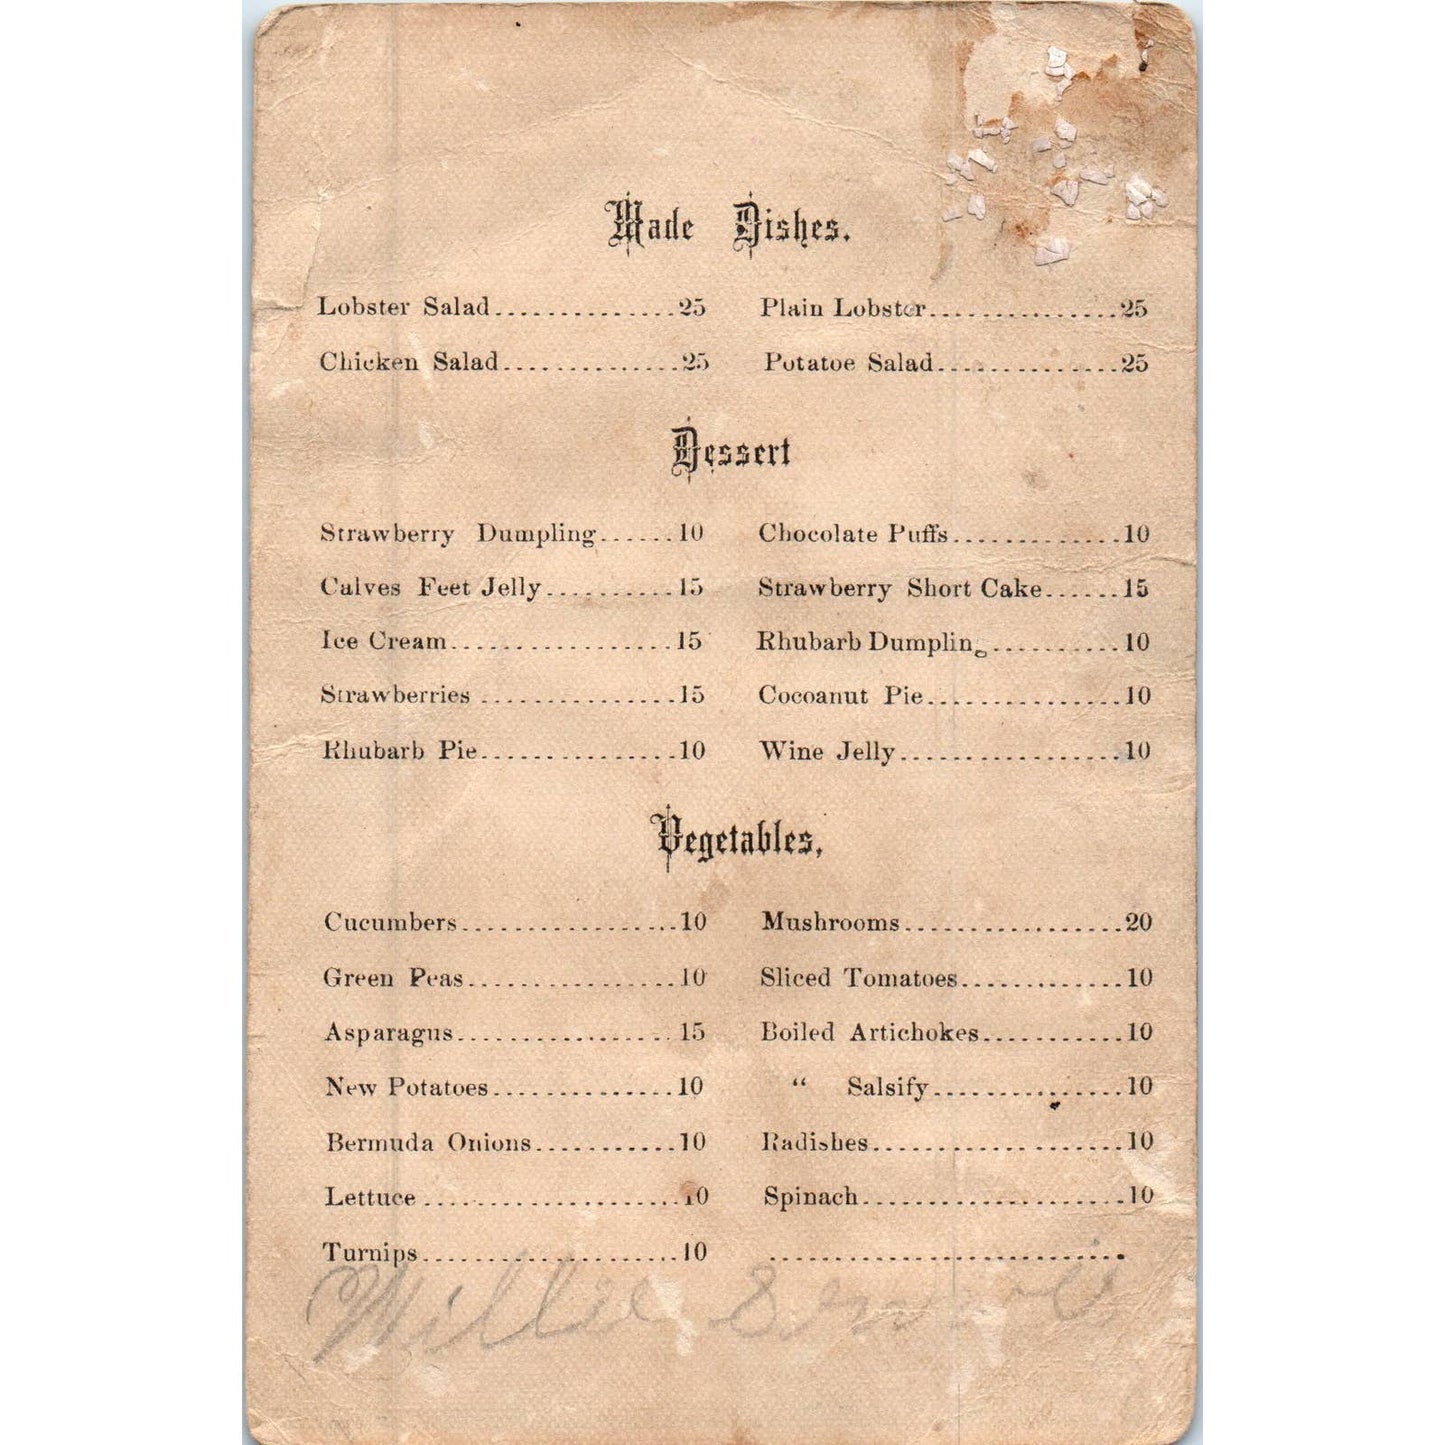 Made Dishes.
Lobster Salad..............25 Plain Lobster...............25
Chicken Salad..............25 Potatoe Salad..............25
Dessert
Strawberry Dumpling......10 Chocolate Puffs.............10
Calves Feet Jelly..........15 Strawberry Short Cake......15
Ice Cream.................15 Rhubarb Dumpling..........10
Strawberries ...............15 Cocoanut Pie...............10
Rhubarb Pie...............10 Wine Jelly.................10
Vegetables,
Cucumbers.................10 Mushrooms.................20
Green Peas................10 Sliced Tomatoes.............10
Asparagus.................15 Boiled Artichokes...........10
New Potatoes..............10 “ Salsify...............10
Bermuda Onions...........10 Radishes...................10
Lettuce ....................10 Spinach....................10
Turnips....................10 ...........................
Millie